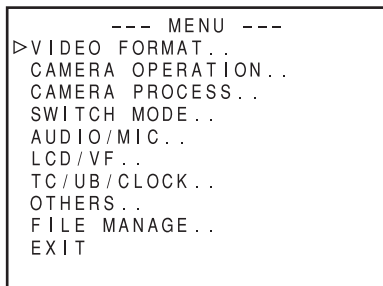 --- MENU ---
▷VIDEO FORMAT..
CAMERA OPERATION..
CAMERA PROCESS..
SWITCH MODE..
AUDIO/MIC..
LCD/VF..
TC/UB/CLOCK..
OTHERS..
FILE MANAGE..
EXIT